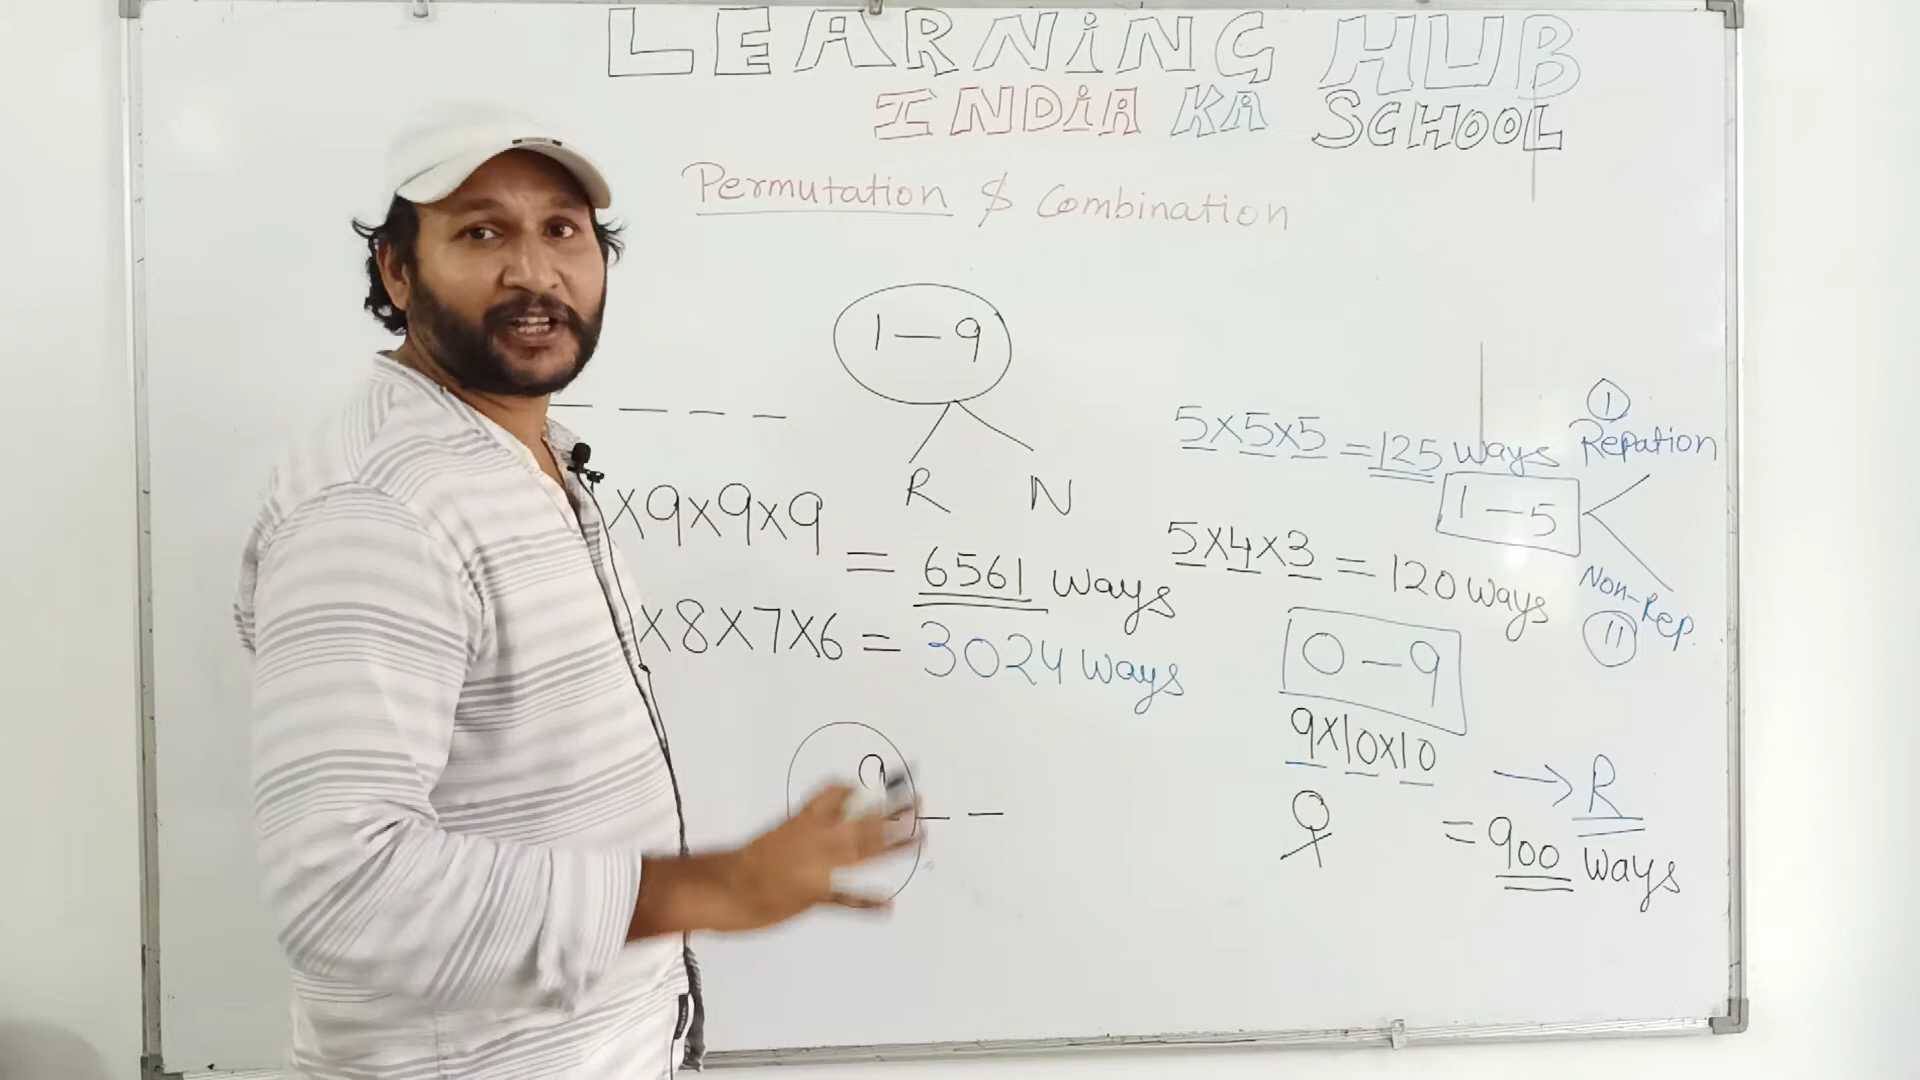 LEARNiNG HUB
INDiA KA SCHOOL
Permutation & Combination
1 — 9
R N
×9×9×9
= 6561 ways
×8×7×6 = 3024 ways
5×5×5 = 125 ways
① Repation
1 — 5
5×4×3 = 120 ways
Non-Rep.
⑪
0 — 9
9×10×10 → R
= 900 ways